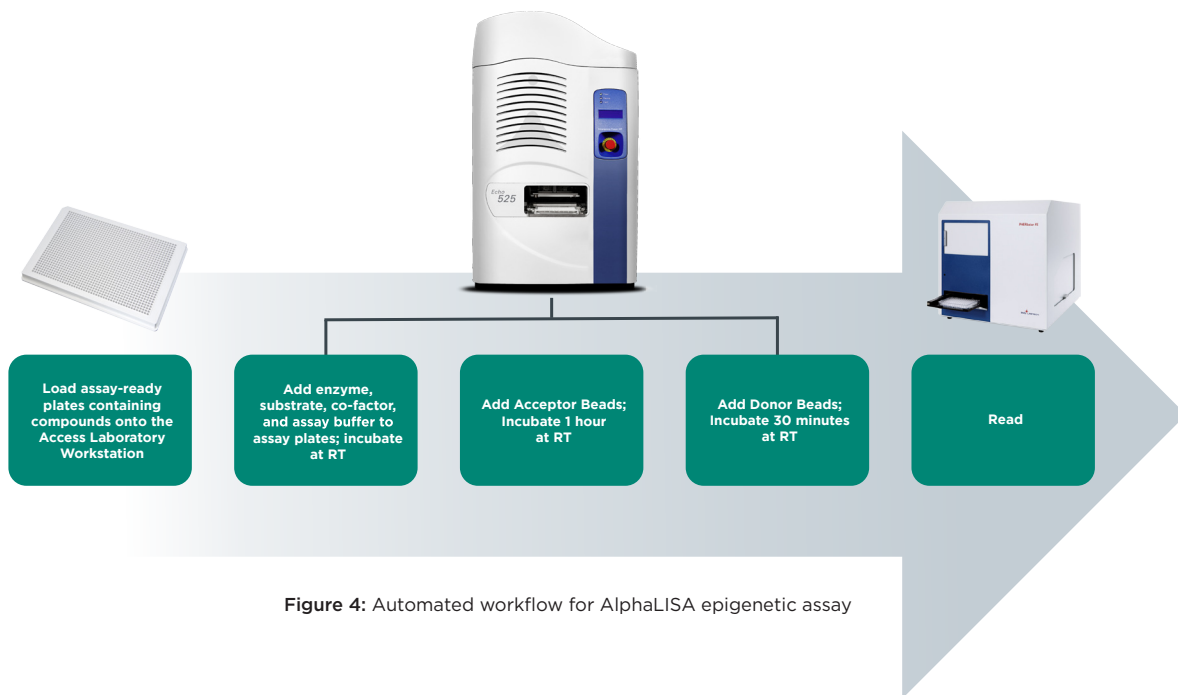 Echo
525
Load assay-ready
plates containing
compounds onto the
Access Laboratory
Workstation
Add enzyme,
substrate, co-factor,
and assay buffer to
assay plates; incubate
at RT
Add Acceptor Beads;
Incubate 1 hour
at RT
Add Donor Beads;
Incubate 30 minutes
at RT
Read
Figure 4: Automated workflow for AlphaLISA epigenetic assay